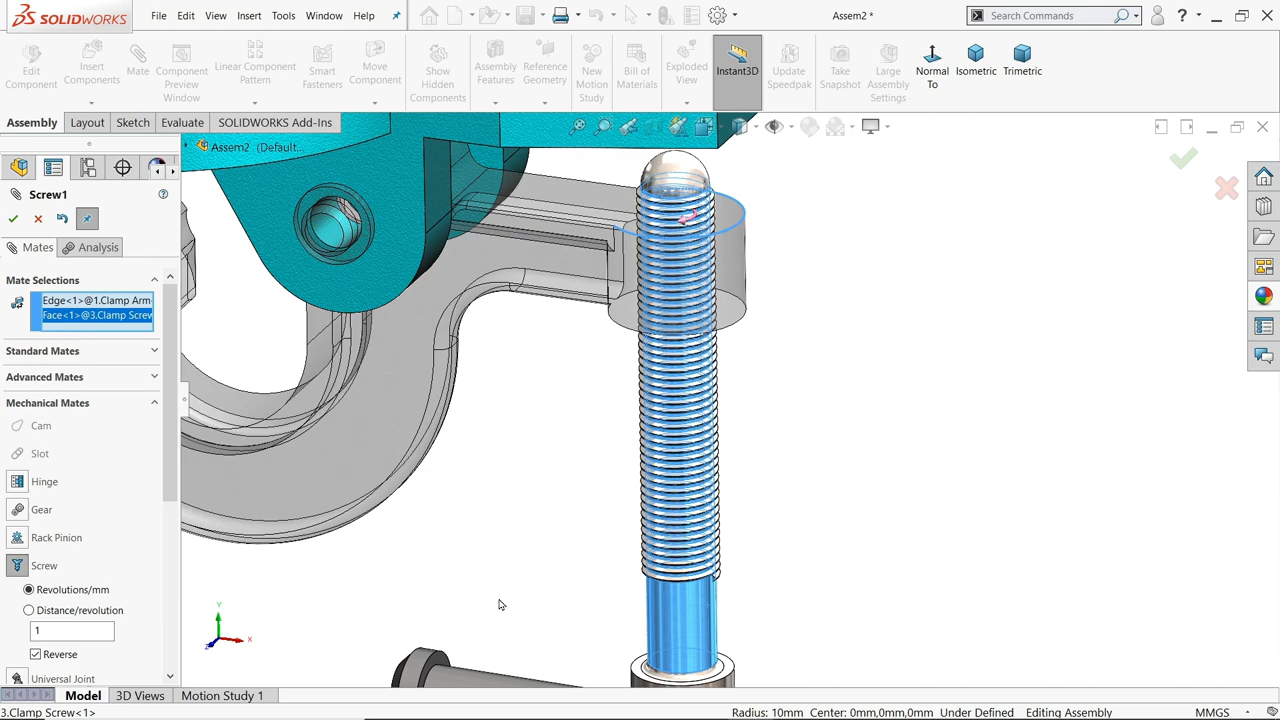 SOLIDWORKS
File Edit View Insert Tools Window Help
Assem2 *
Search Commands
Edit Component
Insert Components
Mate
Component Preview Window
Linear Component Pattern
Smart Fasteners
Move Component
Show Hidden Components
Assembly Features
Reference Geometry
New Motion Study
Bill of Materials
Exploded View
Instant3D
Update Speedpak
Take Snapshot
Large Assembly Settings
Normal To
Isometric
Trimetric
Assembly Layout Sketch Evaluate SOLIDWORKS Add-Ins
Assem2 (Default...
Screw1
Mates Analysis
Mate Selections
Edge<1>@1.Clamp Arm
Face<1>@3.Clamp Screw
Standard Mates
Advanced Mates
Mechanical Mates
Cam
Slot
Hinge
Gear
Rack Pinion
Screw
Revolutions/mm
Distance/revolution
1
Reverse
Universal Joint
Y
X
Z
Model 3D Views Motion Study 1
3.Clamp Screw<1>
Radius: 10mm Center: 0mm,0mm,0mm Under Defined Editing Assembly MMGS